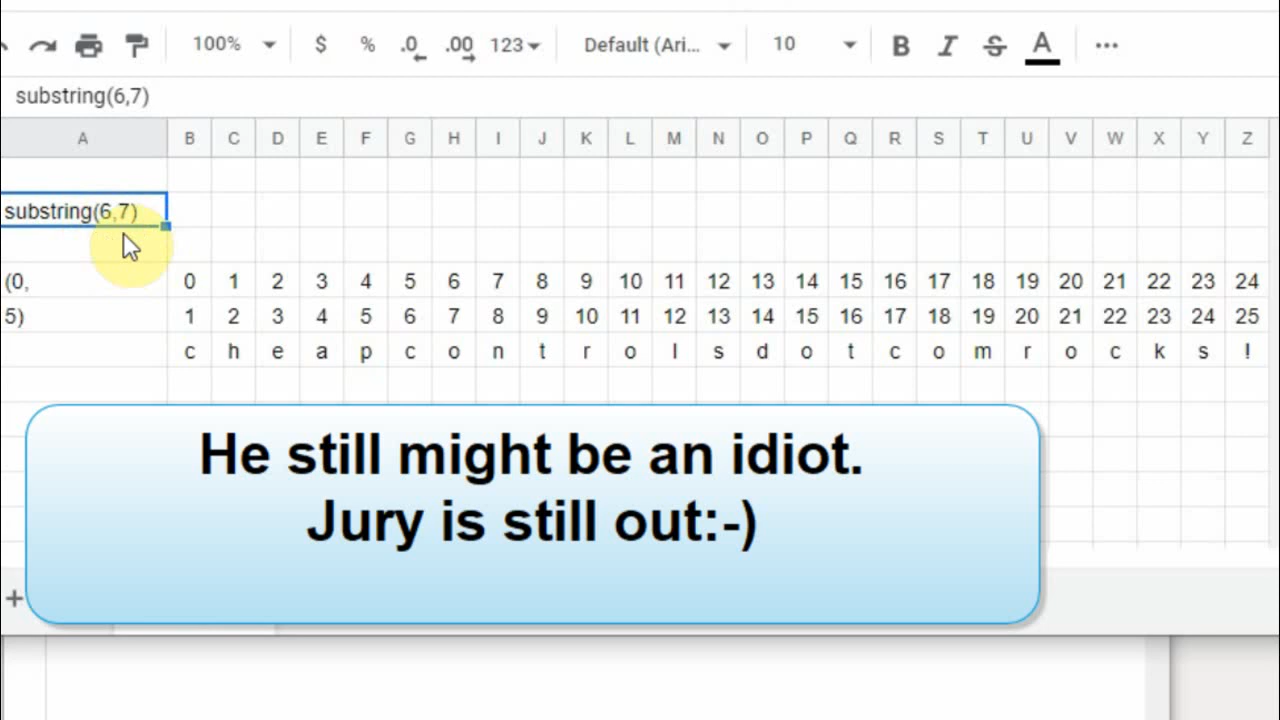 100% $ % .0 .00 123 Default (Ari... 10 B I S A ...
substring(6,7)
A B C D E F G H I J K L M N O P Q R S T U V W X Y Z
substring(6,7)
(0, 0 1 2 3 4 5 6 7 8 9 10 11 12 13 14 15 16 17 18 19 20 21 22 23 24
5) 1 2 3 4 5 6 7 8 9 10 11 12 13 14 15 16 17 18 19 20 21 22 23 24 25
c h e a p c o n t r o l s d o t c o m r o c k s !
He still might be an idiot.
Jury is still out:-)
+